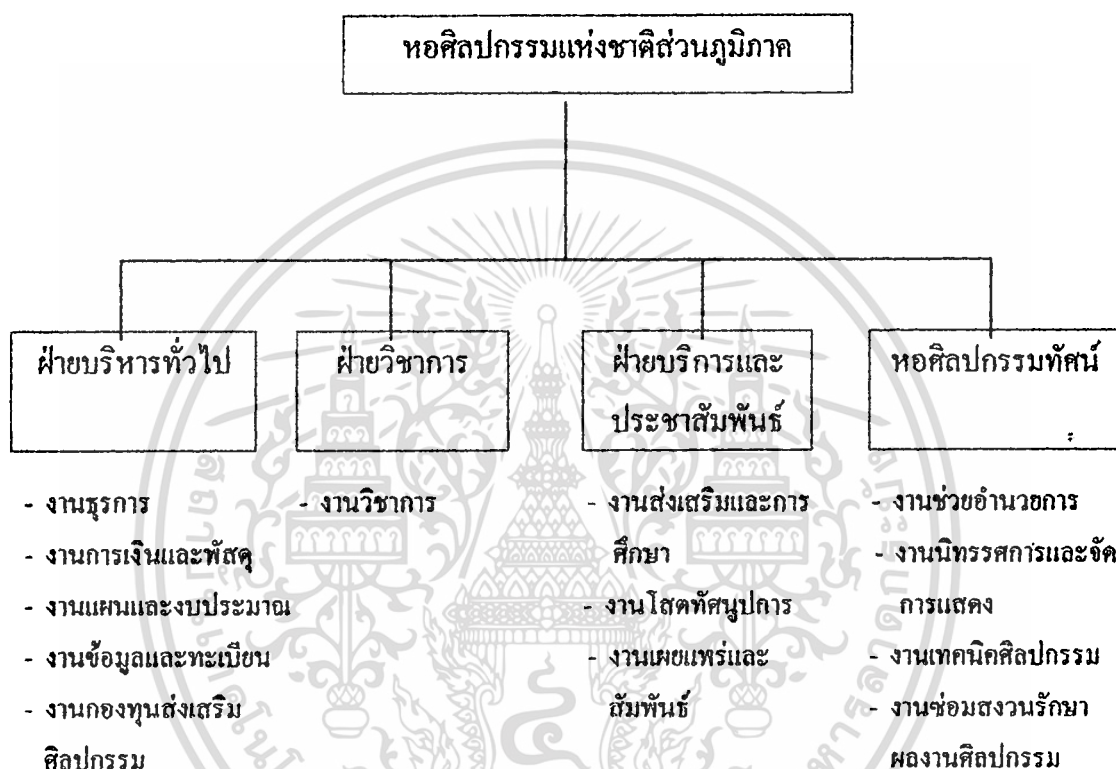 หอศิลปกรรมแห่งชาติส่วนภูมิภาค
ฝ่ายบริหารทั่วไป
- งานธุรการ
- งานการเงินและพัสดุ
- งานแผนและงบประมาณ
- งานข้อมูลและทะเบียน
- งานกองทุนส่งเสริม
ศิลปกรรม
ฝ่ายวิชาการ
- งานวิชาการ
ฝ่ายบริการและ
ประชาสัมพันธ์
- งานส่งเสริมและการ
ศึกษา
- งานโสตทัศนูปการ
- งานเผยแพร่และ
สัมพันธ์
หอศิลปกรรมทัศน์
- งานช่วยอำนวยการ
- งานนิทรรศการและจัด
การแสดง
- งานเทคนิคศิลปกรรม
- งานซ่อมสงวนรักษา
ผลงานศิลปกรรม